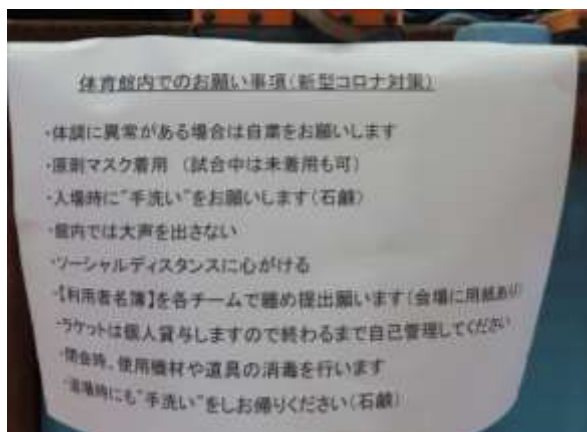 体育館内でのお願い事項(新型コロナ対策)
・体調に異常がある場合は自粛をお願いします
・原則マスク着用 (試合中は未着用も可)
・入場時に"手洗い"をお願いします(石鹸)
・館内では大声を出さない
・ソーシャルディスタンスに心がける
・【利用者名簿】を各チームで纏め提出願います(会場に用紙あり)
・ラケットは個人貸与しますので終わるまで自己管理してください
・閉会時、使用機材や道具の消毒を行います
・退場時にも"手洗い"をしお帰りください(石鹸)